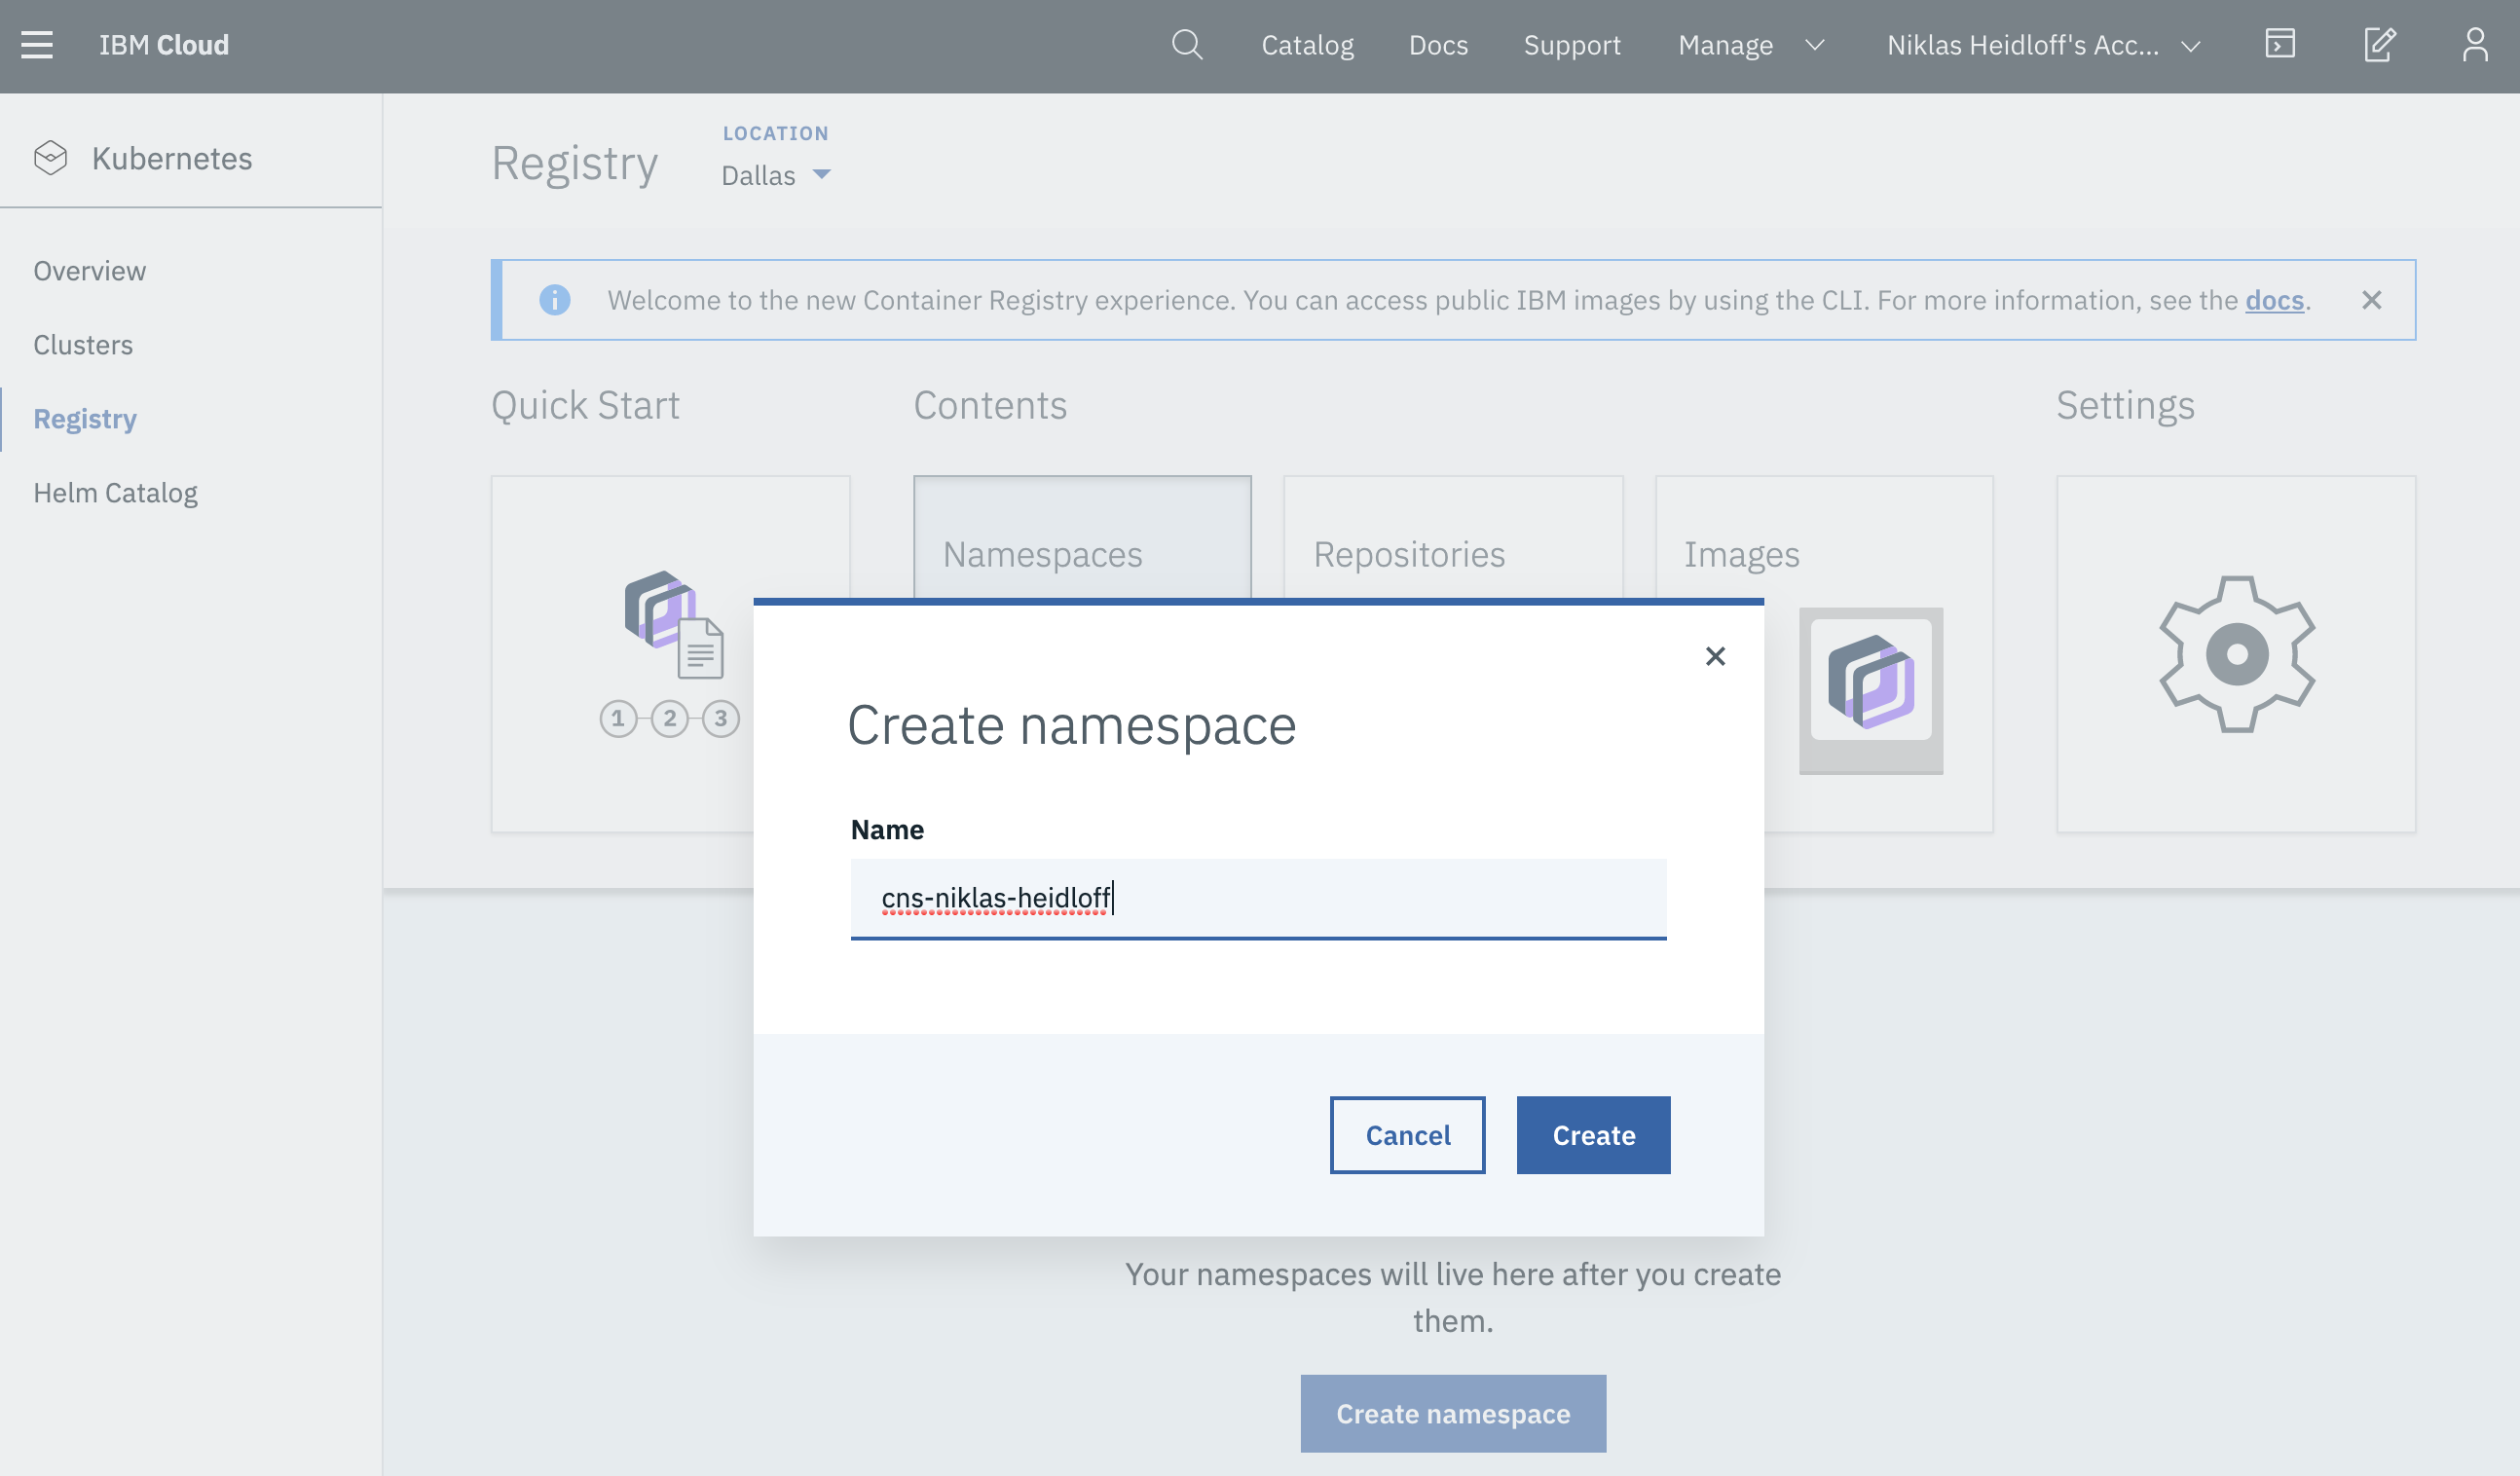 IBM Cloud
Catalog
Docs
Support
Manage
Niklas Heidloff's Acc...
Kubernetes
Overview
Clusters
Registry
Helm Catalog
Registry
LOCATION
Dallas
Welcome to the new Container Registry experience. You can access public IBM images by using the CLI. For more information, see the docs.
Quick Start
Contents
Settings
Namespaces
Repositories
Images
1 2 3
Create namespace
Name
cns-niklas-heidloff
Cancel
Create
Your namespaces will live here after you create
them.
Create namespace